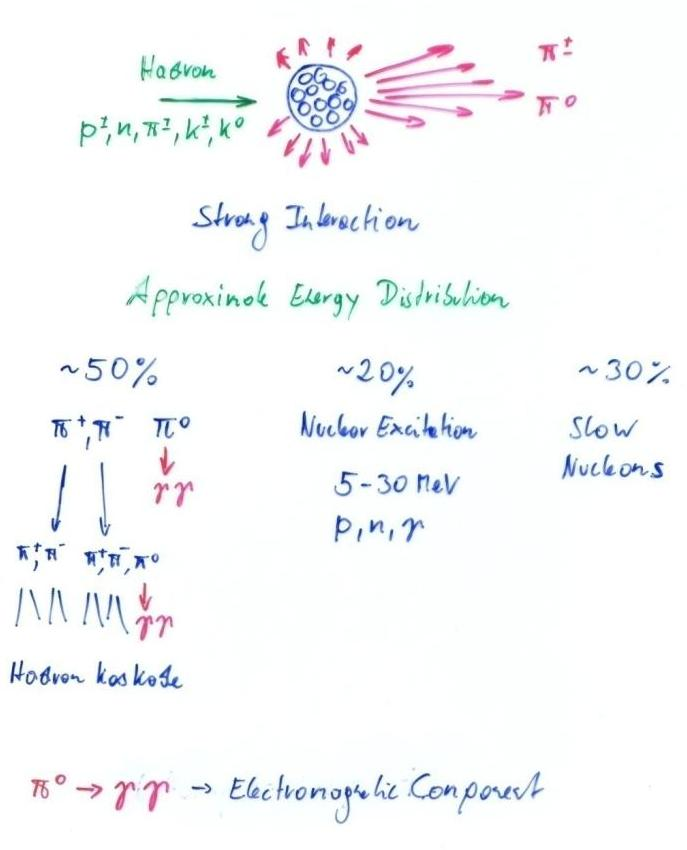 Hadron
π±
p±, n, π±, k±, k⁰
π⁰
Strong Interaction
Approximate Energy Distribution
~50% ~20% ~30%
π⁺, π⁻ π⁰ Nuclear Excitation Slow
γγ 5-30 MeV Nucleons
p, n, γ
π⁺, π⁻ π⁺, π⁻, π⁰
γγ
Hadron kaskade
π⁰ → γγ → Electromagnetic Component